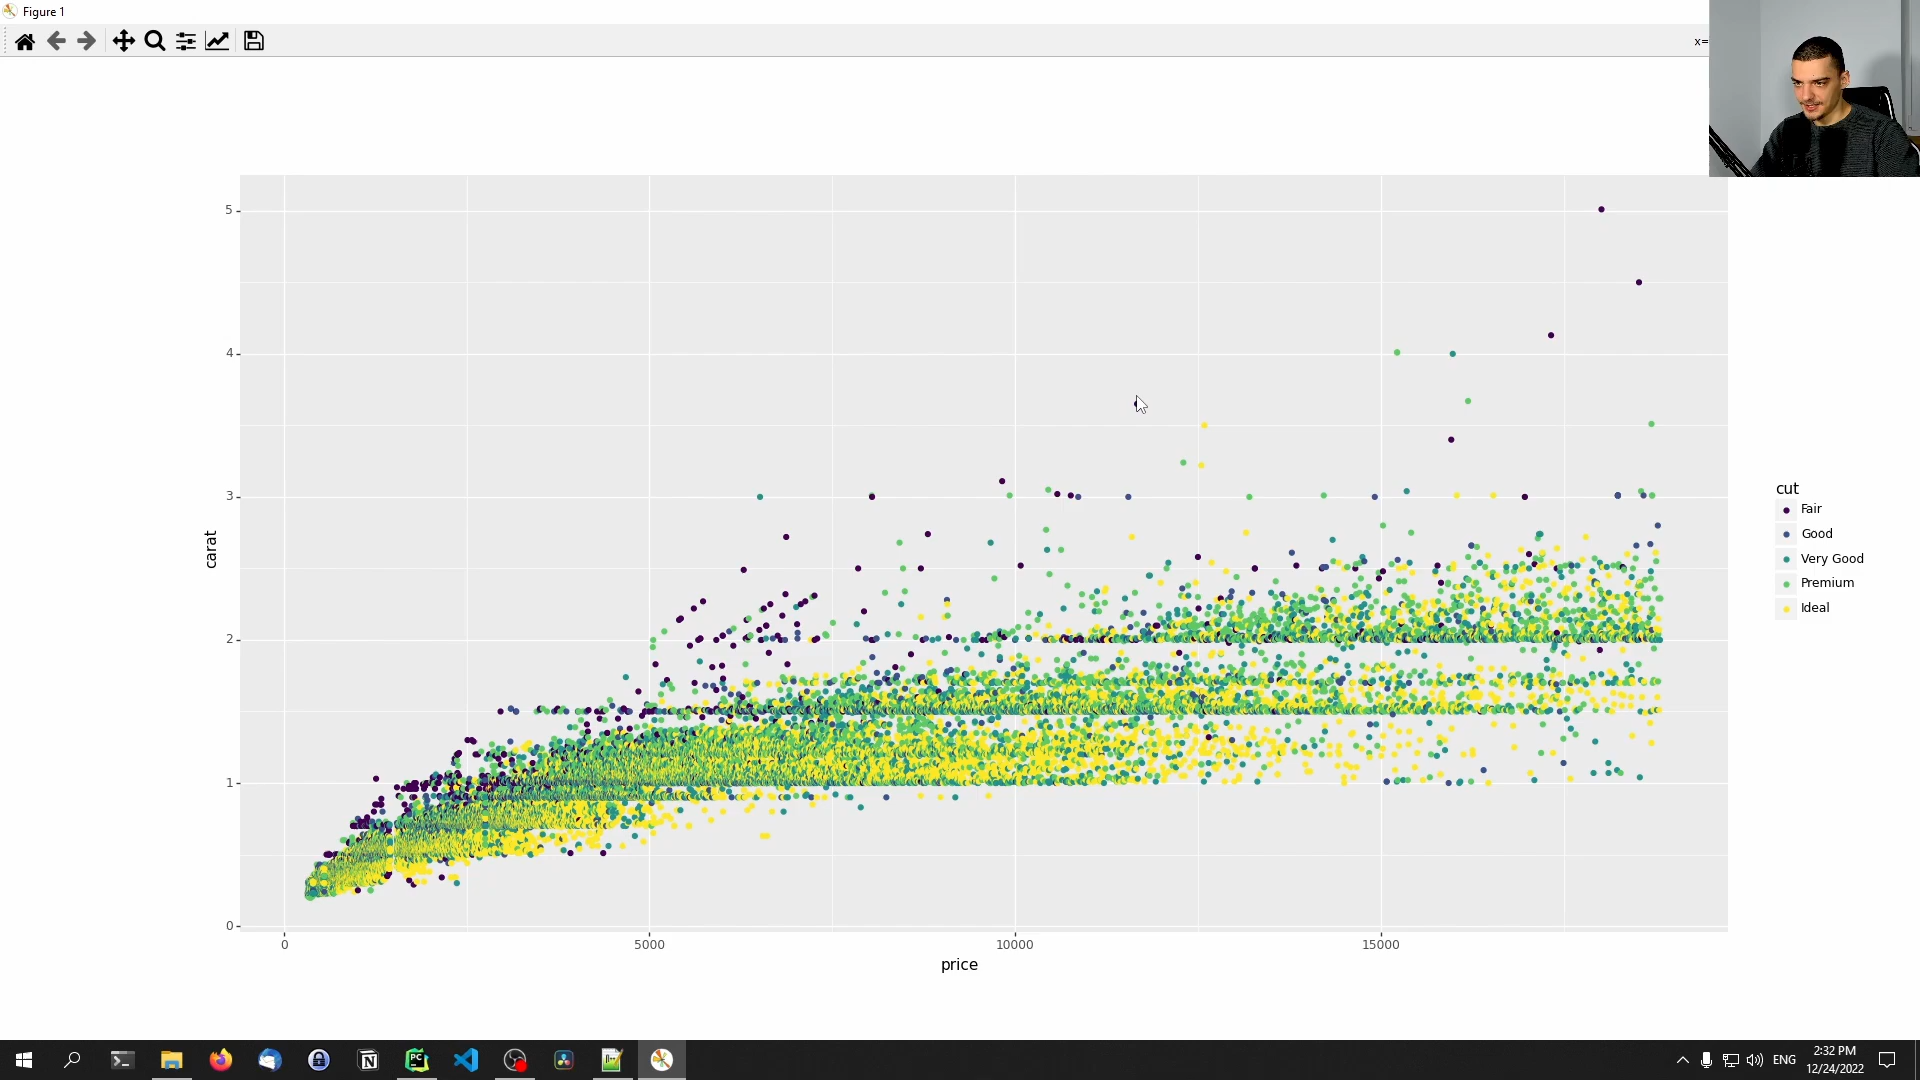 Figure 1
x=
5
4
3
2
1
0
carat
0
5000
10000
15000
price
cut
Fair
Good
Very Good
Premium
Ideal
PC
N
ENG
2:32 PM
12/24/2022